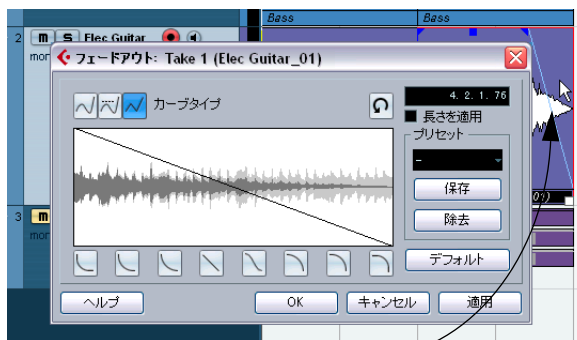 Bass Bass
2 m S Elec Guitar
フェードアウト: Take 1 (Elec Guitar_01)
カーブタイプ
4. 2. 1. 76
長さを適用
プリセット
-
保存
除去
デフォルト
ヘルプ OK キャンセル 適用
3 m